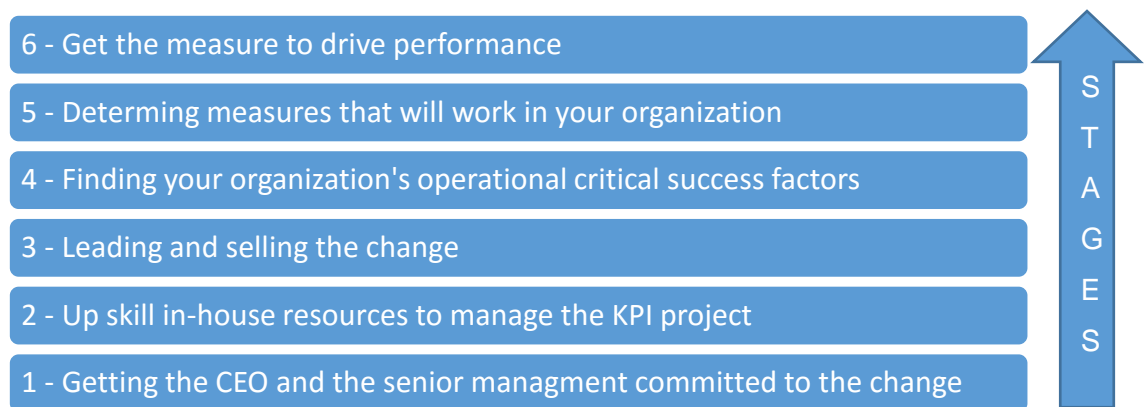 6 - Get the measure to drive performance
5 - Determing measures that will work in your organization
4 - Finding your organization's operational critical success factors
3 - Leading and selling the change
2 - Up skill in-house resources to manage the KPI project
1 - Getting the CEO and the senior managment committed to the change
S
T
A
G
E
S